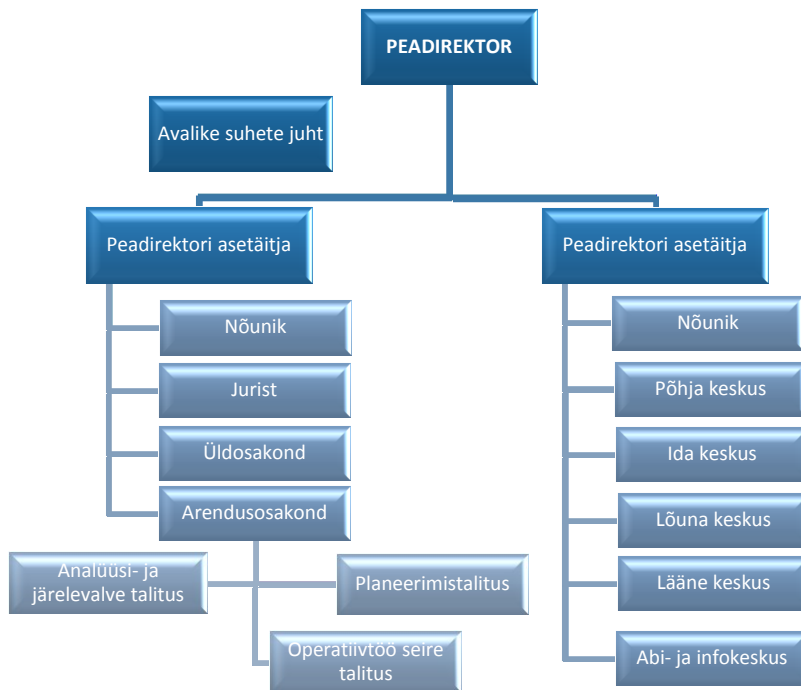 PEADIREKTOR
Avalike suhete juht
Peadirektori asetäitja
Nõunik
Jurist
Üldosakond
Arendusosakond
Analüüsi- ja
järelevalve talitus
Planeerimistalitus
Operatiivtöö seire
talitus
Peadirektori asetäitja
Nõunik
Põhja keskus
Ida keskus
Lõuna keskus
Lääne keskus
Abi- ja infokeskus